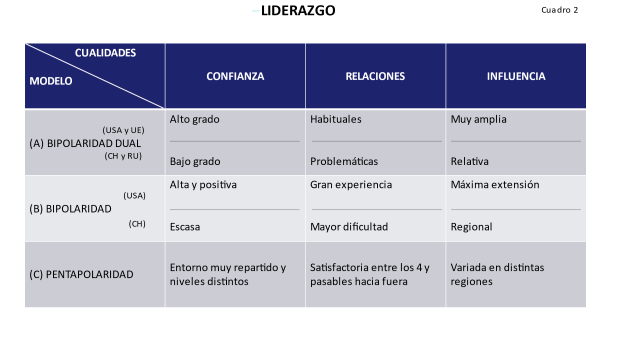 LIDERAZGO
Cuadro 2
CUALIDADES
MODELO
CONFIANZA
RELACIONES
INFLUENCIA
(USA y UE)
(A) BIPOLARIDAD DUAL
(CH y RU)
Alto grado
Habituales
Muy amplia
Bajo grado
Problemáticas
Relativa
(USA)
(B) BIPOLARIDAD
(CH)
Alta y positiva
Gran experiencia
Máxima extensión
Escasa
Mayor dificultad
Regional
(C) PENTAPOLARIDAD
Entorno muy repartido y
niveles distintos
Satisfactoria entre los 4 y
pasables hacia fuera
Variada en distintas
regiones